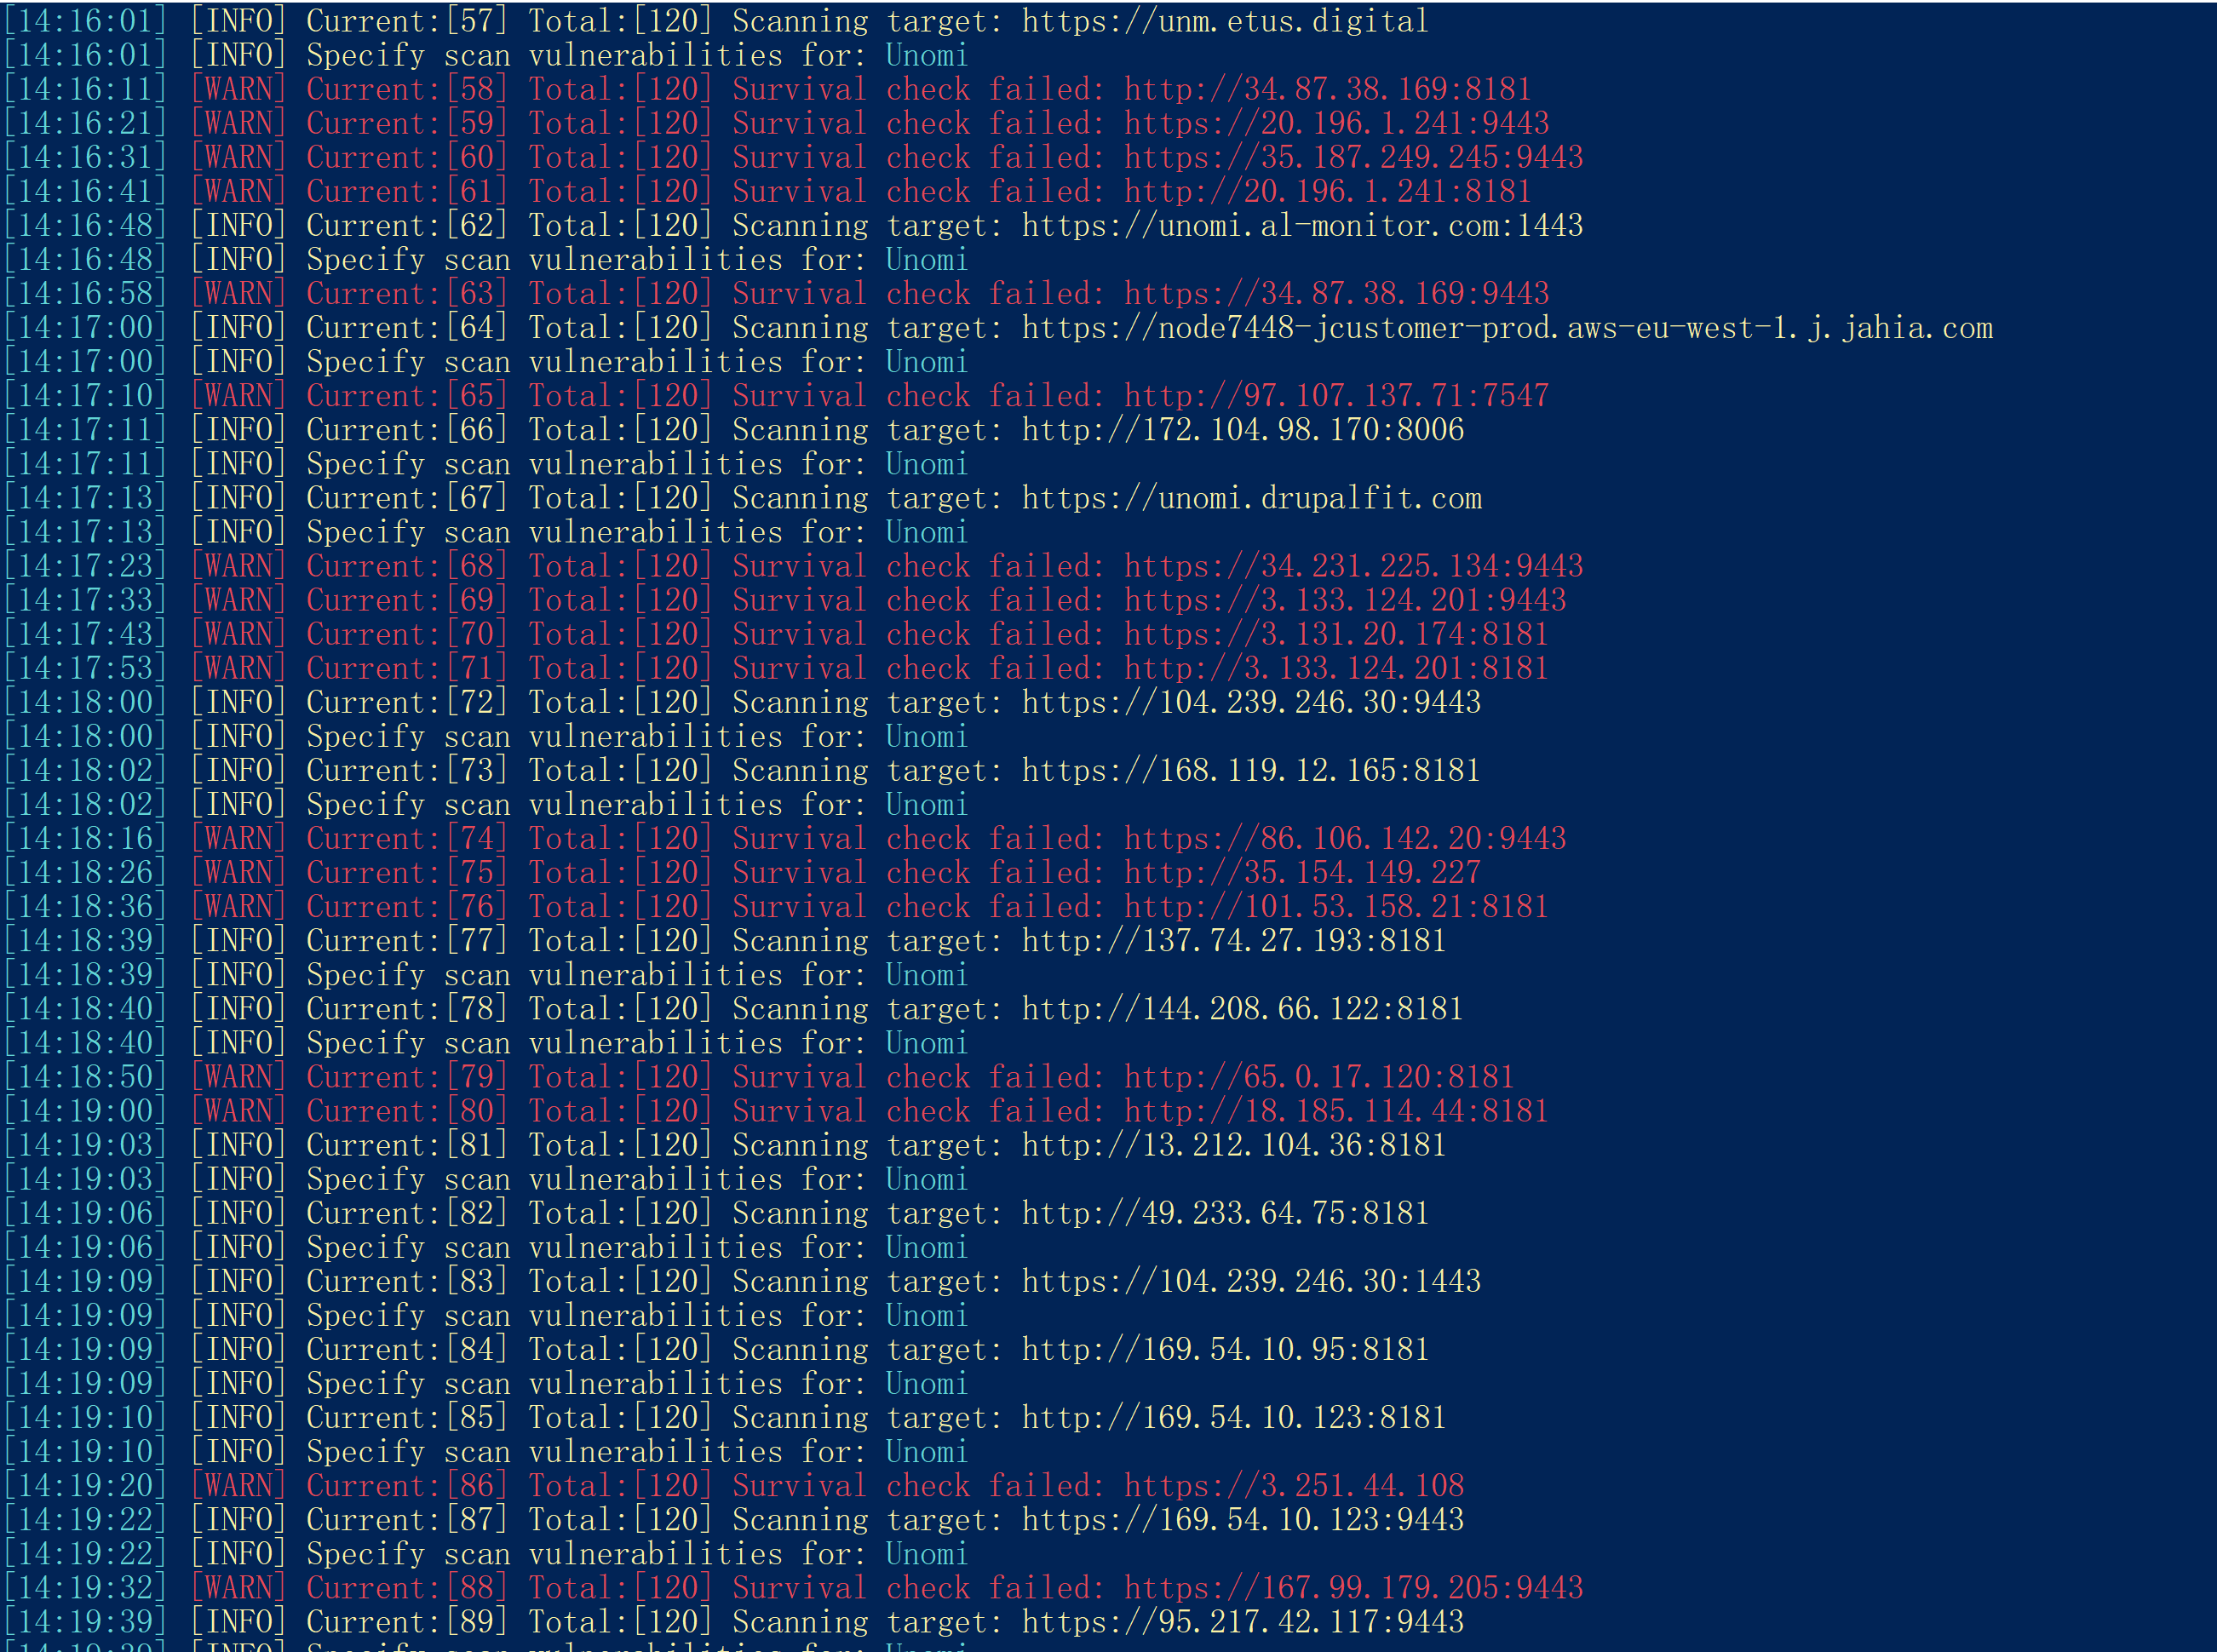 [14:16:01] [INFO] Current:[57] Total:[120] Scanning target: https://unm.etus.digital
[14:16:01] [INFO] Specify scan vulnerabilities for: Unomi
[14:16:11] [WARN] Current:[58] Total:[120] Survival check failed: http://34.87.38.169:8181
[14:16:21] [WARN] Current:[59] Total:[120] Survival check failed: https://20.196.1.241:9443
[14:16:31] [WARN] Current:[60] Total:[120] Survival check failed: https://35.187.249.245:9443
[14:16:41] [WARN] Current:[61] Total:[120] Survival check failed: http://20.196.1.241:8181
[14:16:48] [INFO] Current:[62] Total:[120] Scanning target: https://unomi.al-monitor.com:1443
[14:16:48] [INFO] Specify scan vulnerabilities for: Unomi
[14:16:58] [WARN] Current:[63] Total:[120] Survival check failed: https://34.87.38.169:9443
[14:17:00] [INFO] Current:[64] Total:[120] Scanning target: https://node7448-jcustomer-prod.aws-eu-west-1.j.jahia.com
[14:17:00] [INFO] Specify scan vulnerabilities for: Unomi
[14:17:10] [WARN] Current:[65] Total:[120] Survival check failed: http://97.107.137.71:7547
[14:17:11] [INFO] Current:[66] Total:[120] Scanning target: http://172.104.98.170:8006
[14:17:11] [INFO] Specify scan vulnerabilities for: Unomi
[14:17:13] [INFO] Current:[67] Total:[120] Scanning target: https://unomi.drupalfit.com
[14:17:13] [INFO] Specify scan vulnerabilities for: Unomi
[14:17:23] [WARN] Current:[68] Total:[120] Survival check failed: https://34.231.225.134:9443
[14:17:33] [WARN] Current:[69] Total:[120] Survival check failed: https://3.133.124.201:9443
[14:17:43] [WARN] Current:[70] Total:[120] Survival check failed: https://3.131.20.174:8181
[14:17:53] [WARN] Current:[71] Total:[120] Survival check failed: http://3.133.124.201:8181
[14:18:00] [INFO] Current:[72] Total:[120] Scanning target: https://104.239.246.30:9443
[14:18:00] [INFO] Specify scan vulnerabilities for: Unomi
[14:18:02] [INFO] Current:[73] Total:[120] Scanning target: https://168.119.12.165:8181
[14:18:02] [INFO] Specify scan vulnerabilities for: Unomi
[14:18:16] [WARN] Current:[74] Total:[120] Survival check failed: https://86.106.142.20:9443
[14:18:26] [WARN] Current:[75] Total:[120] Survival check failed: http://35.154.149.227
[14:18:36] [WARN] Current:[76] Total:[120] Survival check failed: http://101.53.158.21:8181
[14:18:39] [INFO] Current:[77] Total:[120] Scanning target: http://137.74.27.193:8181
[14:18:39] [INFO] Specify scan vulnerabilities for: Unomi
[14:18:40] [INFO] Current:[78] Total:[120] Scanning target: http://144.208.66.122:8181
[14:18:40] [INFO] Specify scan vulnerabilities for: Unomi
[14:18:50] [WARN] Current:[79] Total:[120] Survival check failed: http://65.0.17.120:8181
[14:19:00] [WARN] Current:[80] Total:[120] Survival check failed: http://18.185.114.44:8181
[14:19:03] [INFO] Current:[81] Total:[120] Scanning target: http://13.212.104.36:8181
[14:19:03] [INFO] Specify scan vulnerabilities for: Unomi
[14:19:06] [INFO] Current:[82] Total:[120] Scanning target: http://49.233.64.75:8181
[14:19:06] [INFO] Specify scan vulnerabilities for: Unomi
[14:19:09] [INFO] Current:[83] Total:[120] Scanning target: https://104.239.246.30:1443
[14:19:09] [INFO] Specify scan vulnerabilities for: Unomi
[14:19:09] [INFO] Current:[84] Total:[120] Scanning target: http://169.54.10.95:8181
[14:19:09] [INFO] Specify scan vulnerabilities for: Unomi
[14:19:10] [INFO] Current:[85] Total:[120] Scanning target: http://169.54.10.123:8181
[14:19:10] [INFO] Specify scan vulnerabilities for: Unomi
[14:19:20] [WARN] Current:[86] Total:[120] Survival check failed: https://3.251.44.108
[14:19:22] [INFO] Current:[87] Total:[120] Scanning target: https://169.54.10.123:9443
[14:19:22] [INFO] Specify scan vulnerabilities for: Unomi
[14:19:32] [WARN] Current:[88] Total:[120] Survival check failed: https://167.99.179.205:9443
[14:19:39] [INFO] Current:[89] Total:[120] Scanning target: https://95.217.42.117:9443
[14:19:39] [INFO] Specify scan vulnerabilities for: Unomi